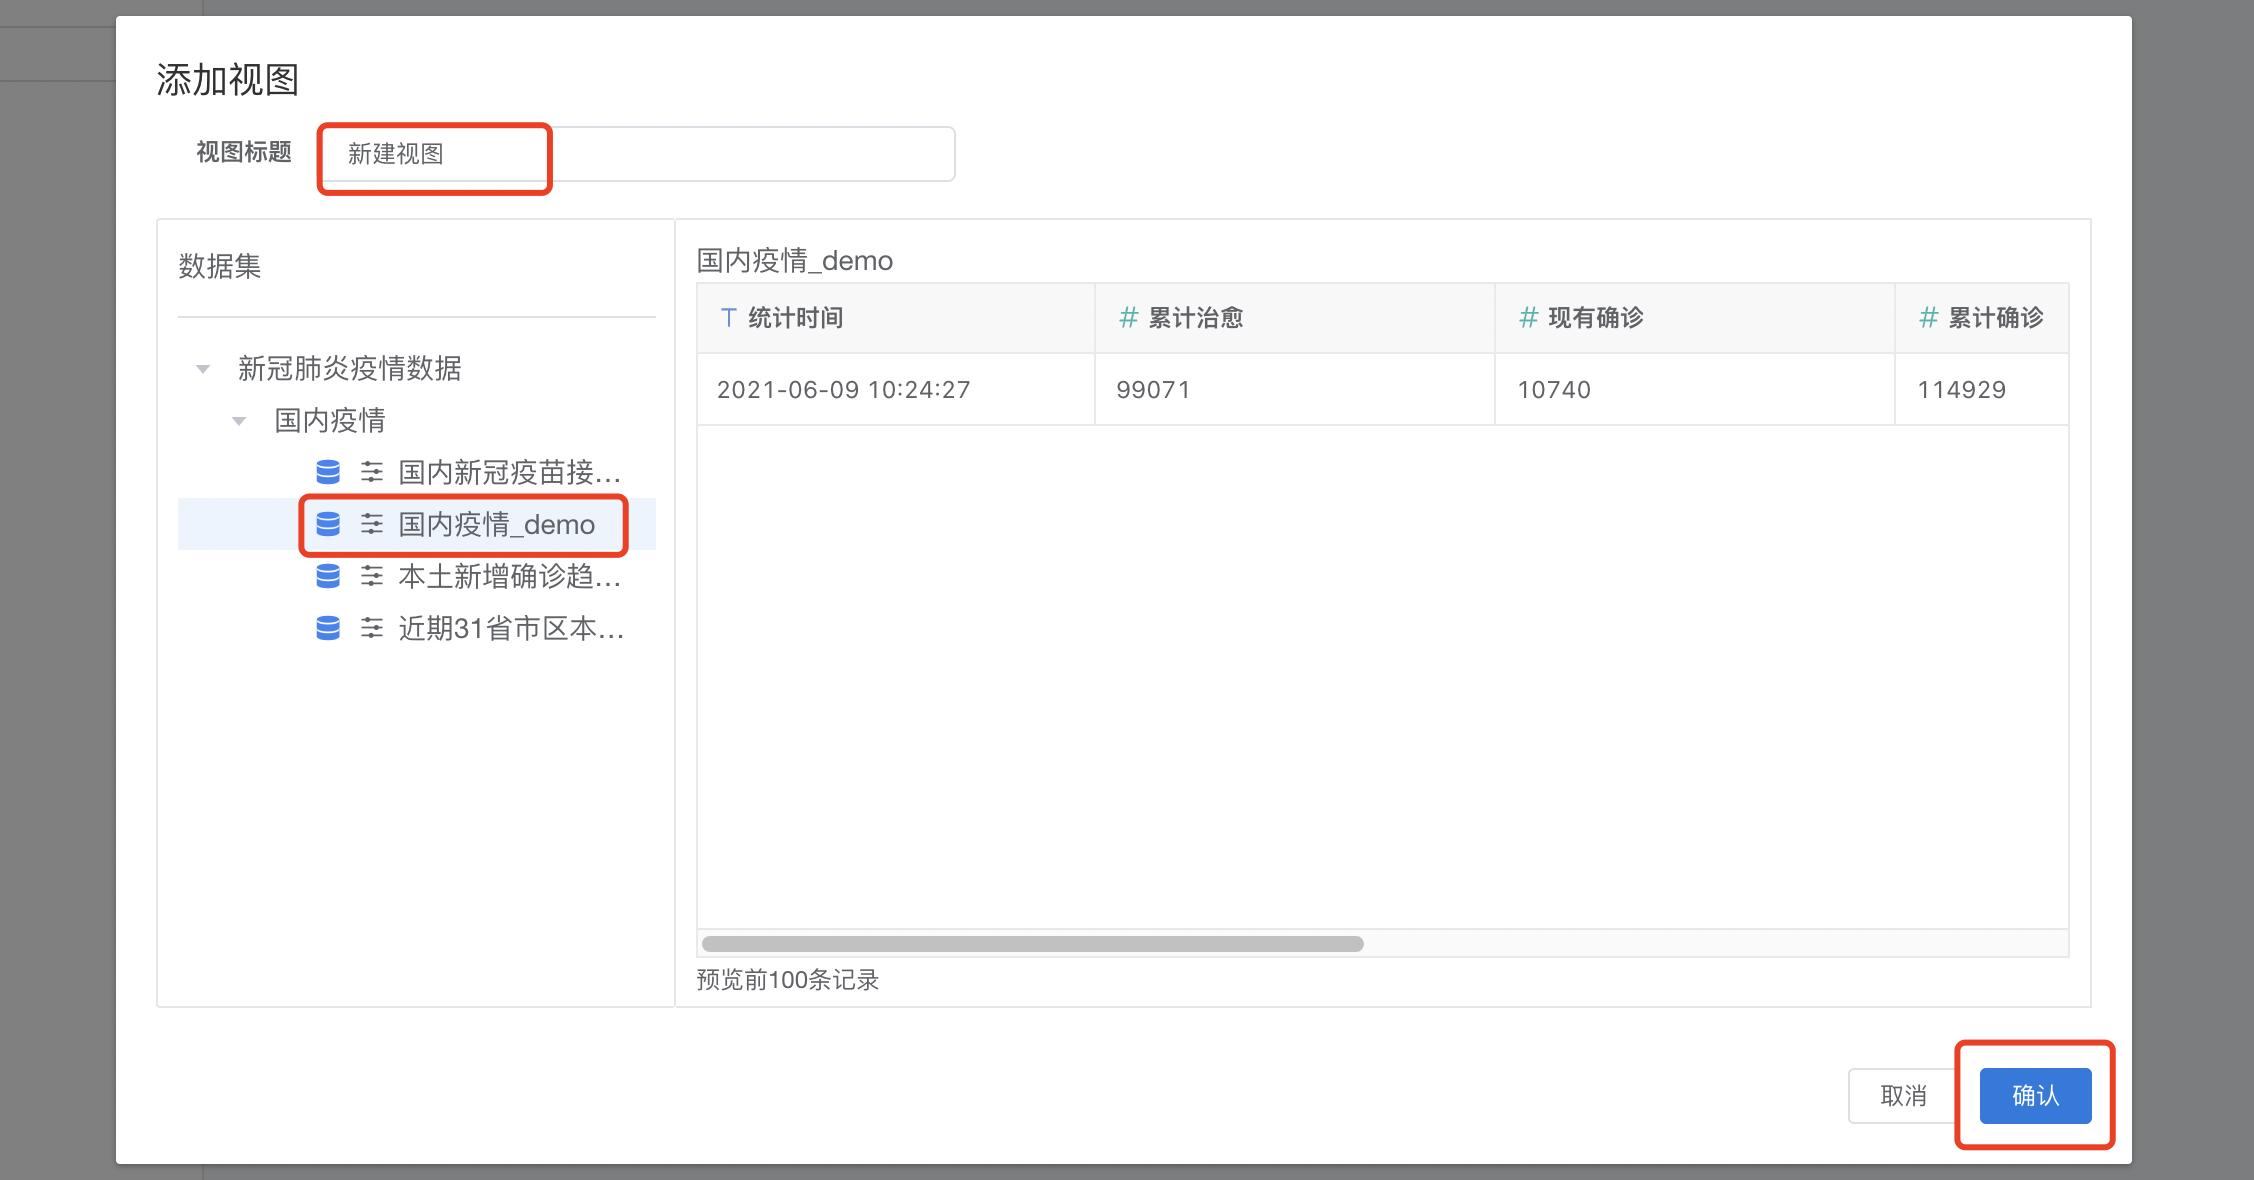 添加视图
视图标题 新建视图
数据集
新冠肺炎疫情数据
国内疫情
国内新冠疫苗接...
国内疫情_demo
本土新增确诊趋...
近期31省市区本...
国内疫情_demo
T 统计时间 # 累计治愈 # 现有确诊 # 累计确诊
2021-06-09 10:24:27 99071 10740 114929
预览前100条记录
取消 确认